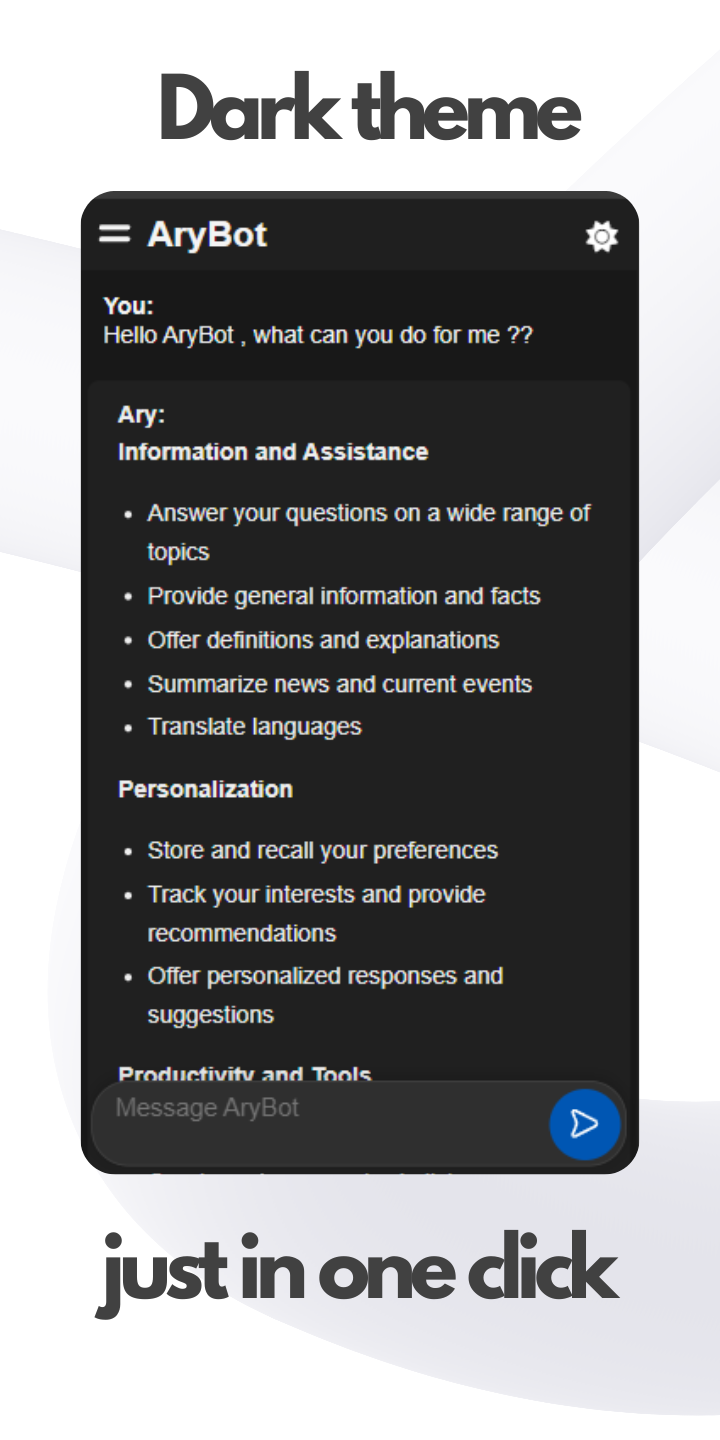 Dark theme
AryBot
You:
Hello AryBot , what can you do for me ??
Ary:
Information and Assistance
• Answer your questions on a wide range of
topics
• Provide general information and facts
• Offer definitions and explanations
• Summarize news and current events
• Translate languages
Personalization
• Store and recall your preferences
• Track your interests and provide
recommendations
• Offer personalized responses and
suggestions
Productivity and Tools
Message AryBot
just in one click